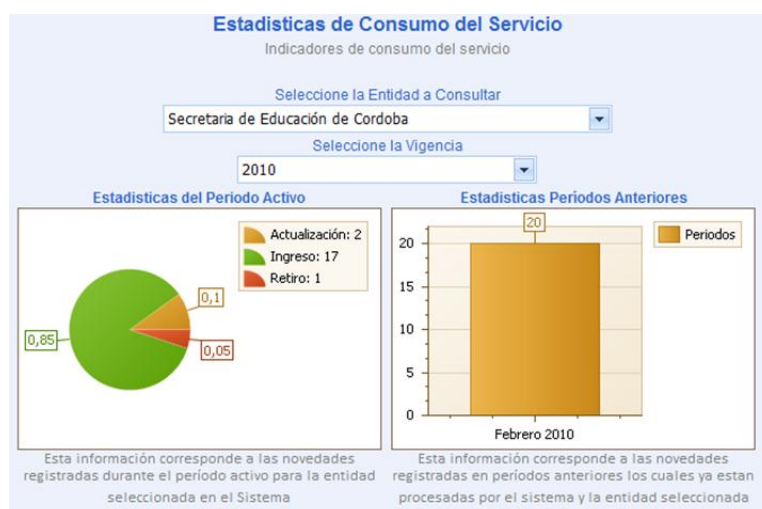 Estadisticas de Consumo del Servicio
Indicadores de consumo del servicio
Seleccione la Entidad a Consultar
Secretaria de Educación de Cordoba
Seleccione la Vigencia
2010
Estadisticas del Periodo Activo
Actualización: 2
Ingreso: 17
Retiro: 1
0,1
0,85
0,05
Esta información corresponde a las novedades
registradas durante el período activo para la entidad
seleccionada en el Sistema
Estadisticas Períodos Anteriores
20
Periodos
20
15
10
5
0
Febrero 2010
Esta información corresponde a las novedades
registradas en períodos anteriores los cuales ya estan
procesadas por el sistema y la entidad seleccionada